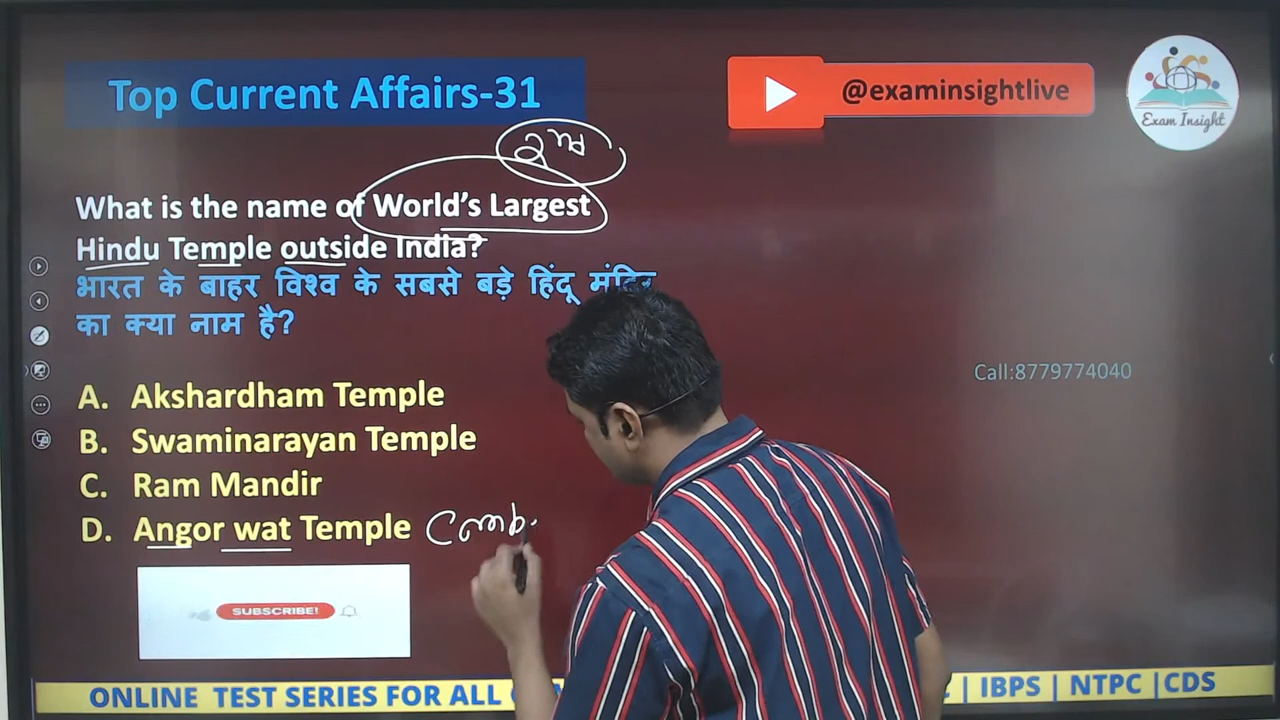 Top Current Affairs-31
@examinsightlive
Exam Insight
2nd
What is the name of World's Largest
Hindu Temple outside India?
भारत के बाहर विश्व के सबसे बड़े हिंदू मंदिर
का क्या नाम है?
Call:8779774040
A. Akshardham Temple
B. Swaminarayan Temple
C. Ram Mandir
D. Angor wat Temple Comb
SUBSCRIBE!
ONLINE TEST SERIES FOR ALL
| IBPS | NTPC |CDS